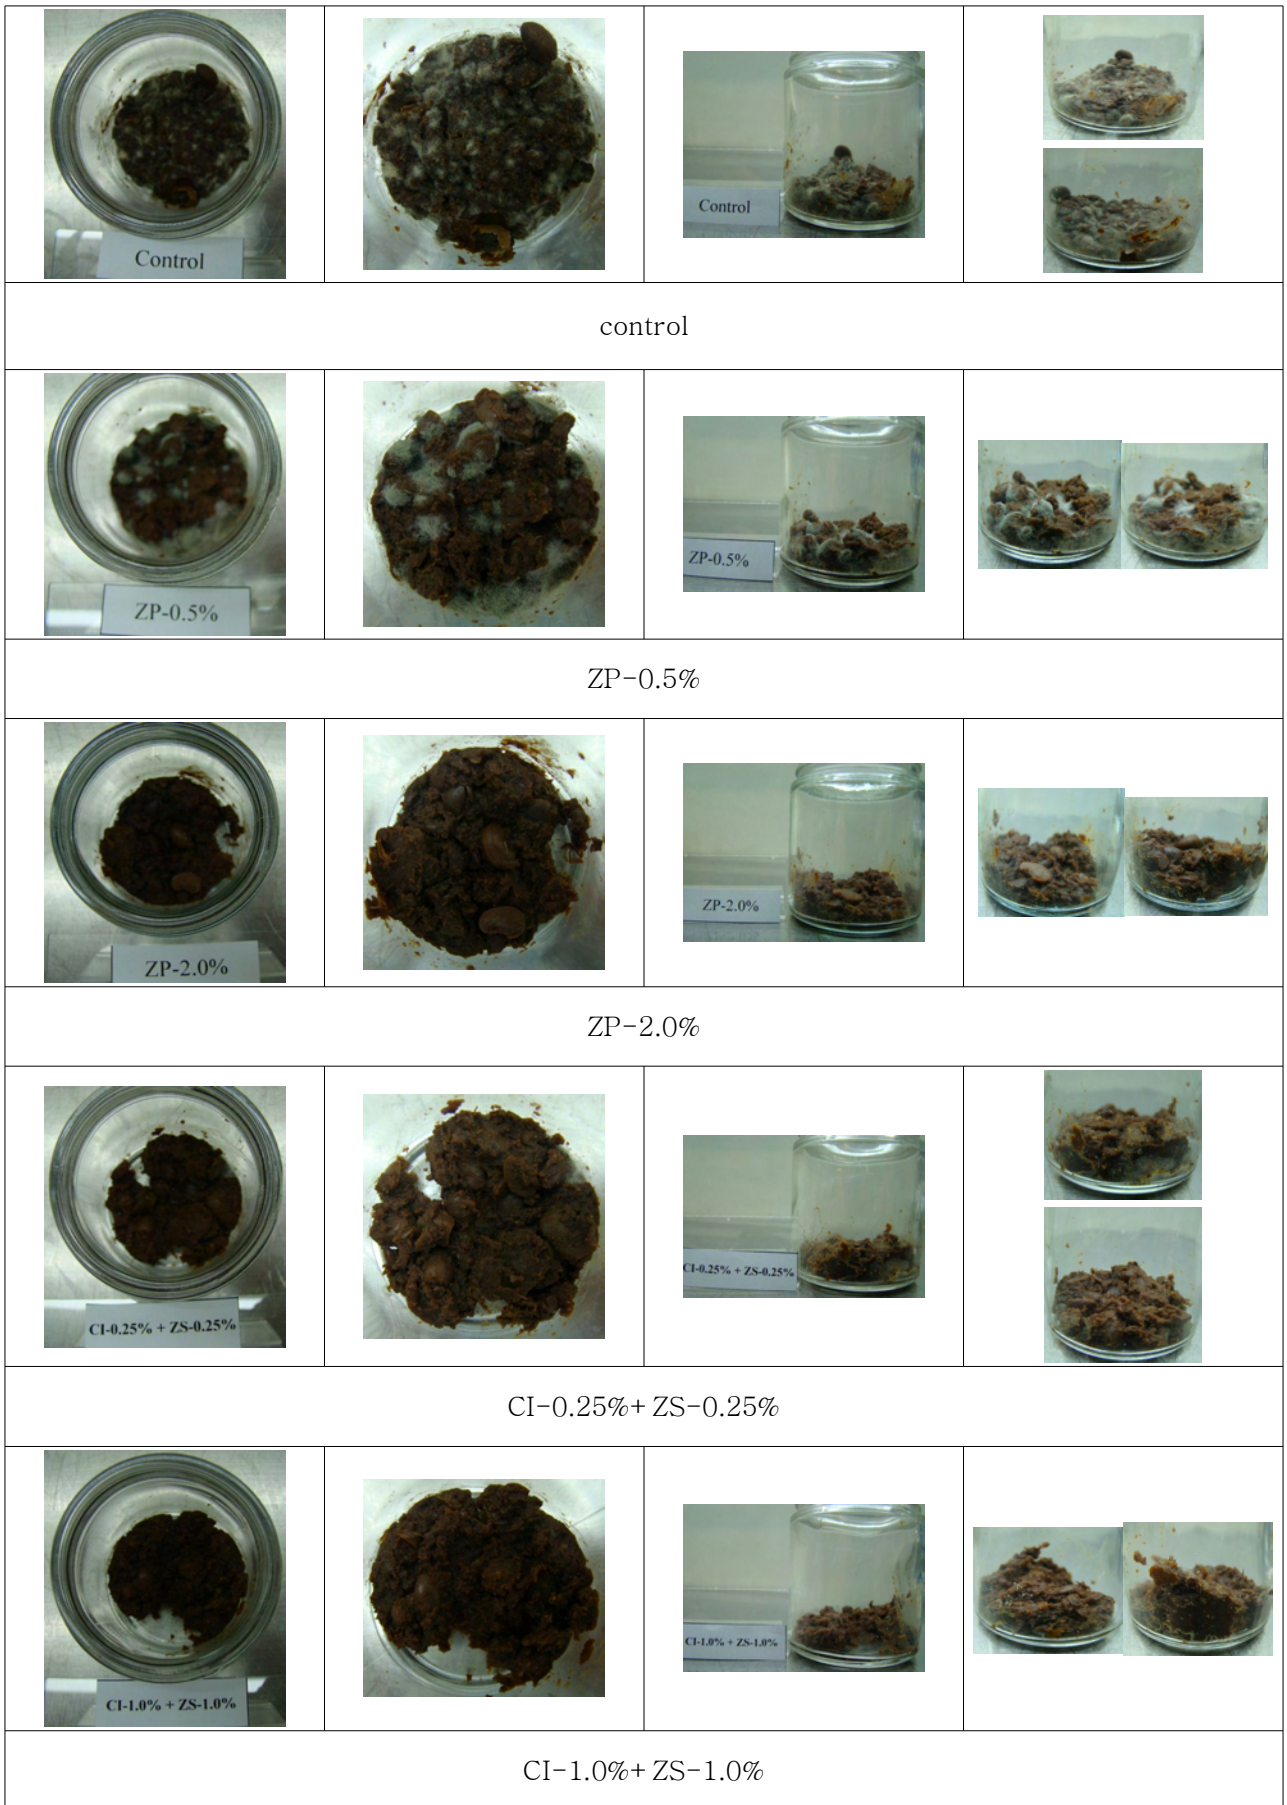 Control
Control
control
ZP-0.5%
ZP-0.5%
ZP-0.5%
ZP-2.0%
ZP-2.0%
ZP-2.0%
CI-0.25% + ZS-0.25%
CI-0.25% + ZS-0.25%
CI-0.25%+ ZS-0.25%
CI-1.0% + ZS-1.0%
CI-1.0% + ZS-1.0%
CI-1.0%+ ZS-1.0%